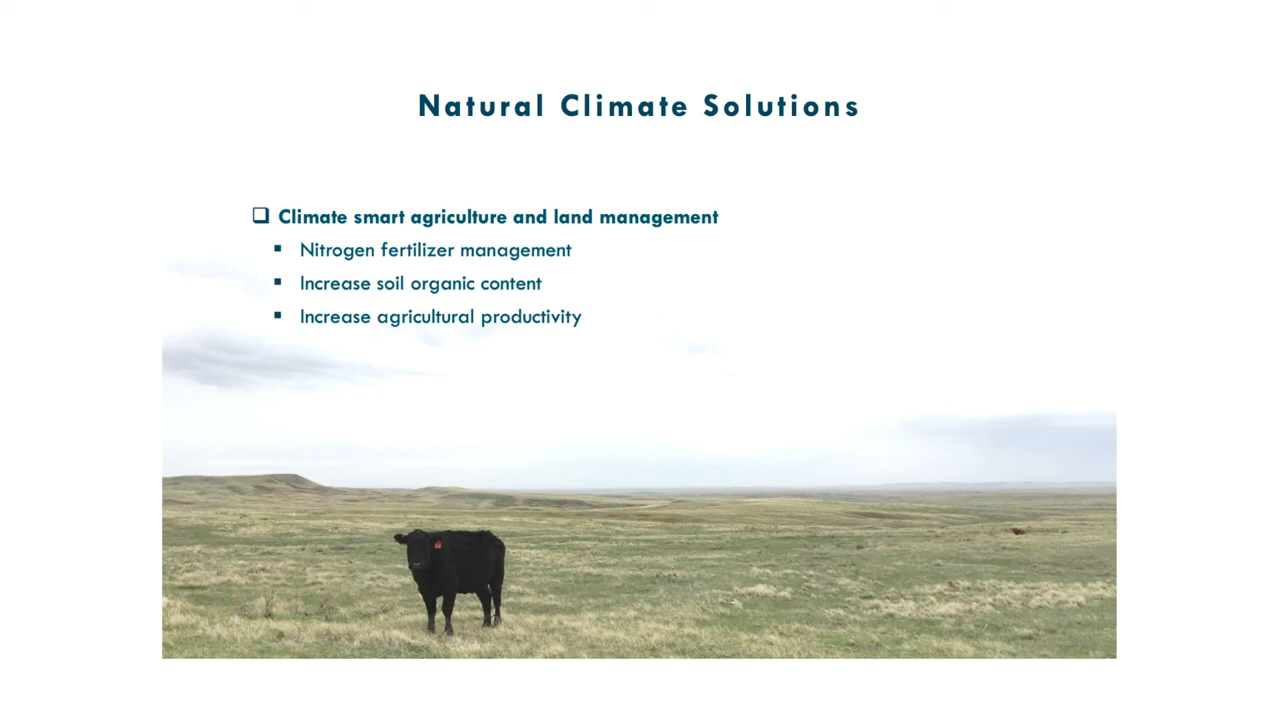 Natural Climate Solutions
Climate smart agriculture and land management
Nitrogen fertilizer management
Increase soil organic content
Increase agricultural productivity